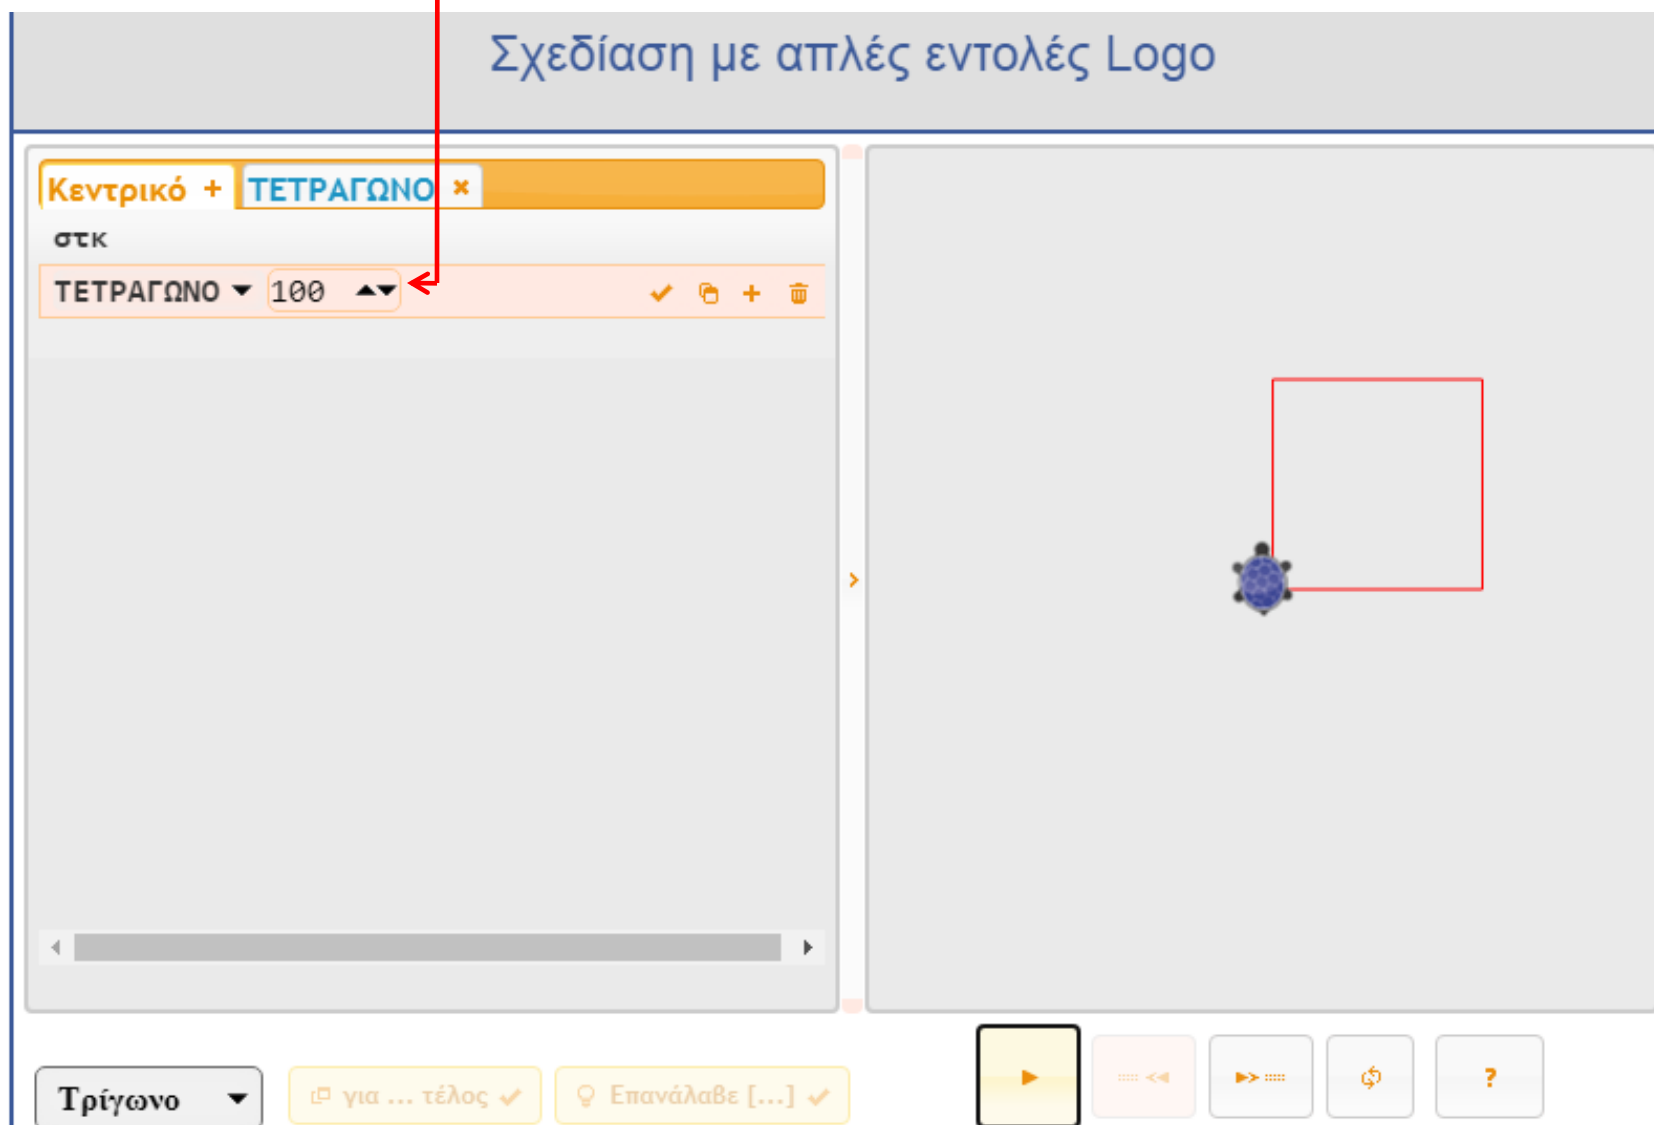 Σχεδίαση με απλές εντολές Logo
Κεντρικό + ΤΕΤΡΑΓΩΝΟ
στκ
ΤΕΤΡΑΓΩΝΟ 100
Τρίγωνο
για ... τέλος
Επανάλαβε [...]
?